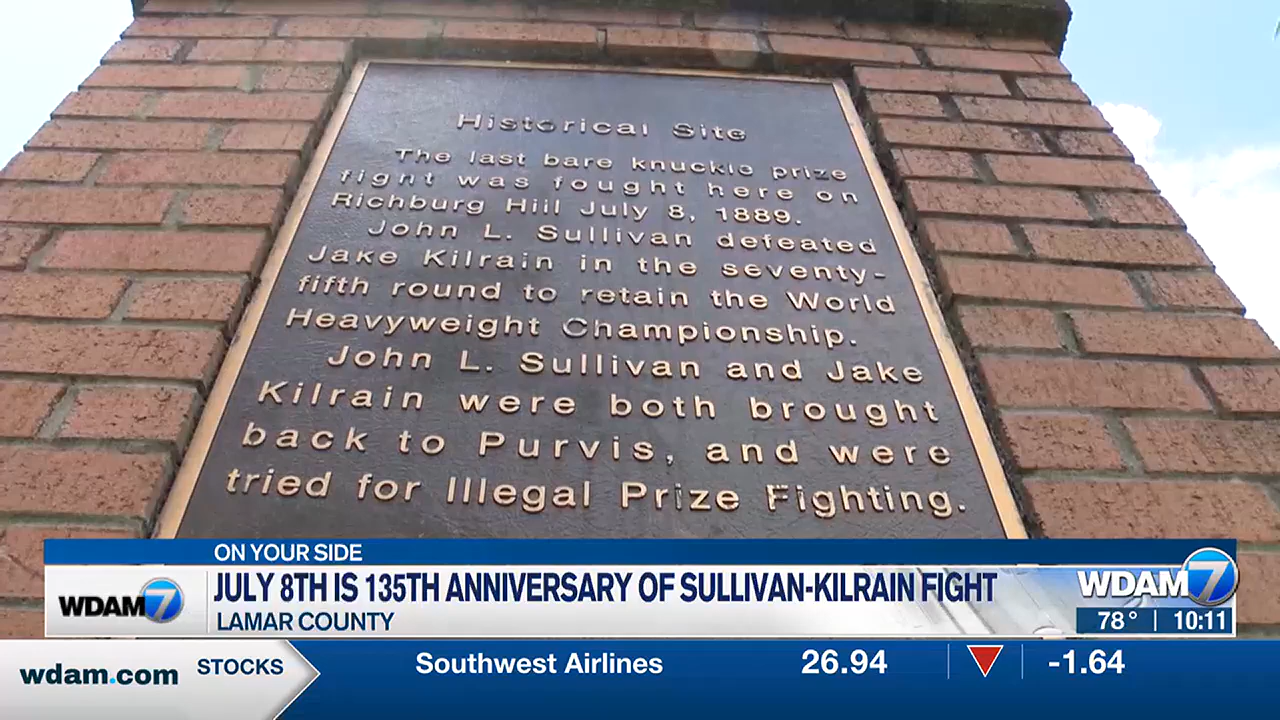 Historical Site
The last bare knuckle prize
fight was fought here on
Richburg Hill July 8, 1889.
John L. Sullivan defeated
Jake Kilrain in the seventy-
fifth round to retain the World
Heavyweight Championship.
John L. Sullivan and Jake
Kilrain were both brought
back to Purvis, and were
tried for Illegal Prize Fighting.
ON YOUR SIDE
WDAM 7
JULY 8TH IS 135TH ANNIVERSARY OF SULLIVAN-KILRAIN FIGHT
LAMAR COUNTY
WDAM 7
78° | 10:11
wdam.com STOCKS Southwest Airlines 26.94 -1.64